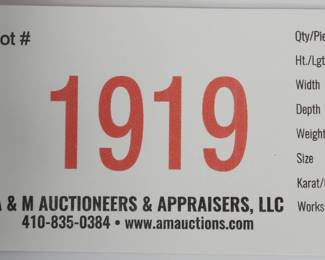 ot #
1919
A & M AUCTIONEERS & APPRAISERS, LLC
410-835-0384 • www.amauctions.com
Qty/Pie
Ht./Lgt
Width
Depth
Weight
Size
Karat/
Works